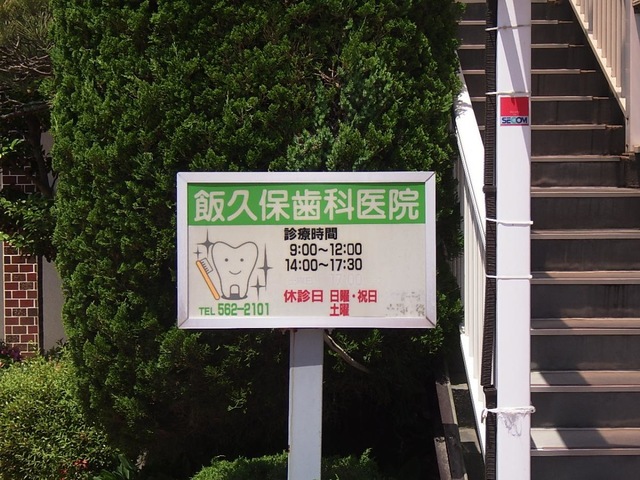 飯久保歯科医院
診療時間
9:00～12:00
14:00～17:30
休診日 日曜・祝日
土曜
TEL 562-2101
SECOM